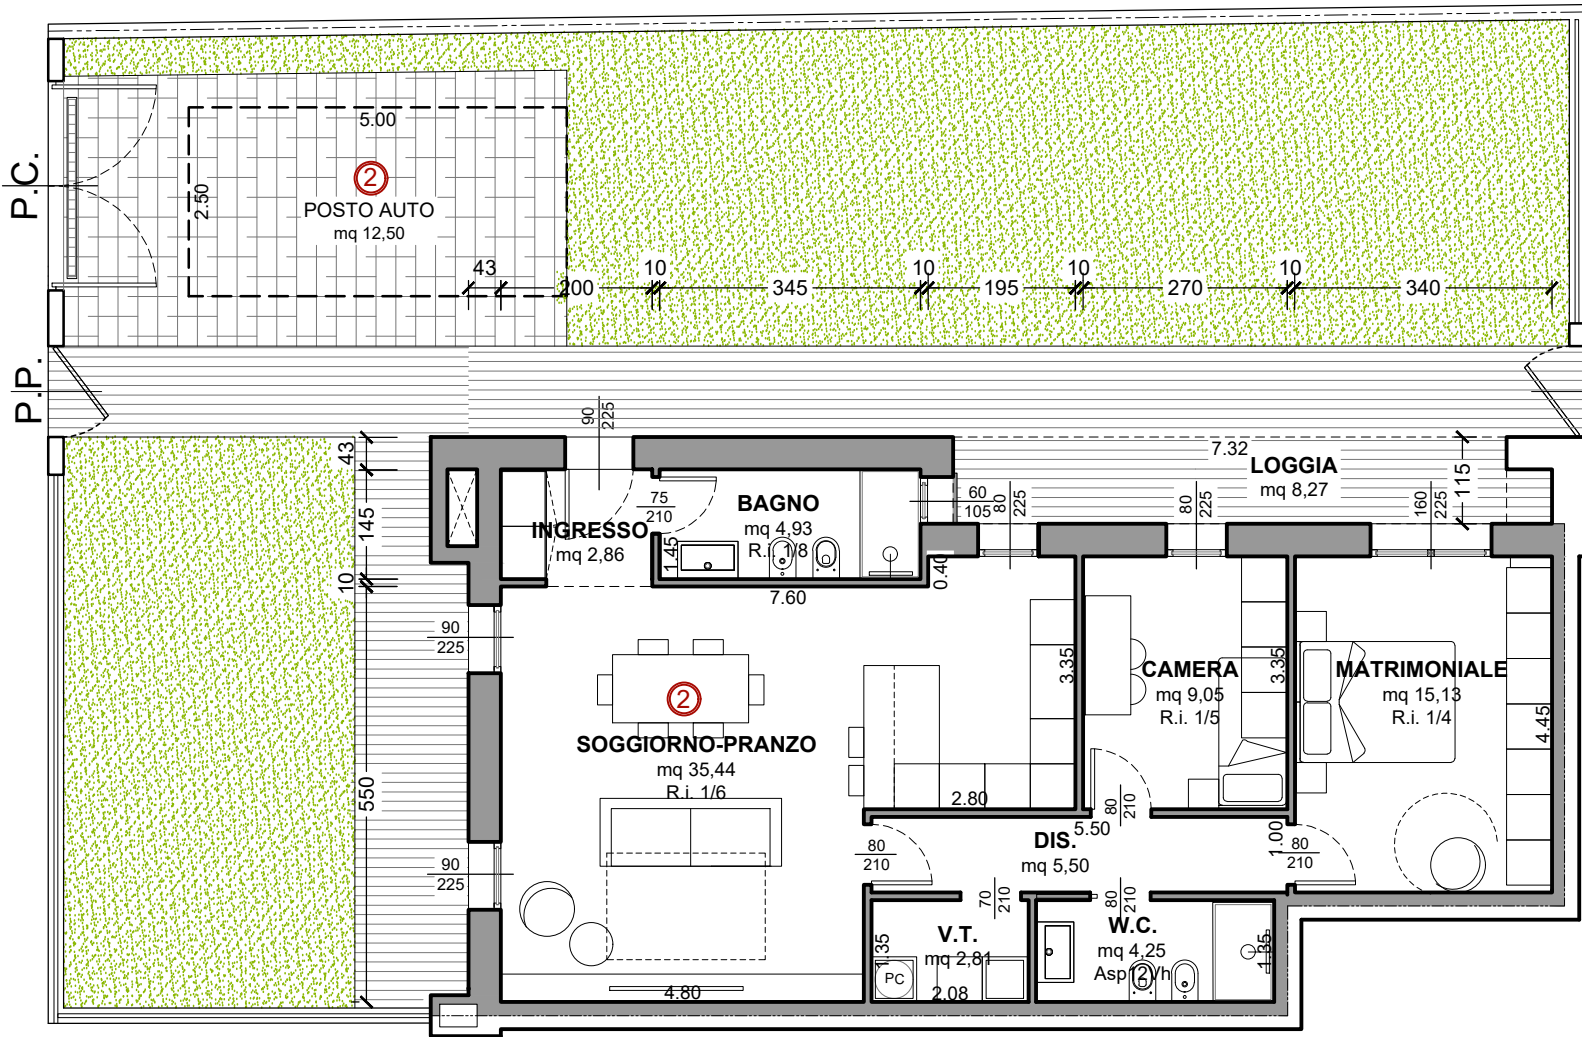 P.C.
5.00
2.50
2
POSTO AUTO
mq 12,50
43
200
10
345
10
195
10
270
10
340
P.P.
90
225
43
145
10
550
7.32
LOGGIA
mq 8,27
115
75
210
BAGNO
mq 4,93
R.i. 1/8
1.45
60
105
80
225
80
225
160
225
INGRESSO
mq 2,86
7.60
0.40
90
225
2
SOGGIORNO-PRANZO
mq 35,44
R.i. 1/6
3.35
CAMERA
mq 9,05
R.i. 1/5
3.35
MATRIMONIALE
mq 15,13
R.i. 1/4
4.45
2.80
80
210
5.50
DIS.
mq 5,50
1.00
80
210
80
210
90
225
70
210
80
210
V.T.
mq 2,81
1.35
PC
2.08
W.C.
mq 4,25
Asp 12V/h
1.35
4.80